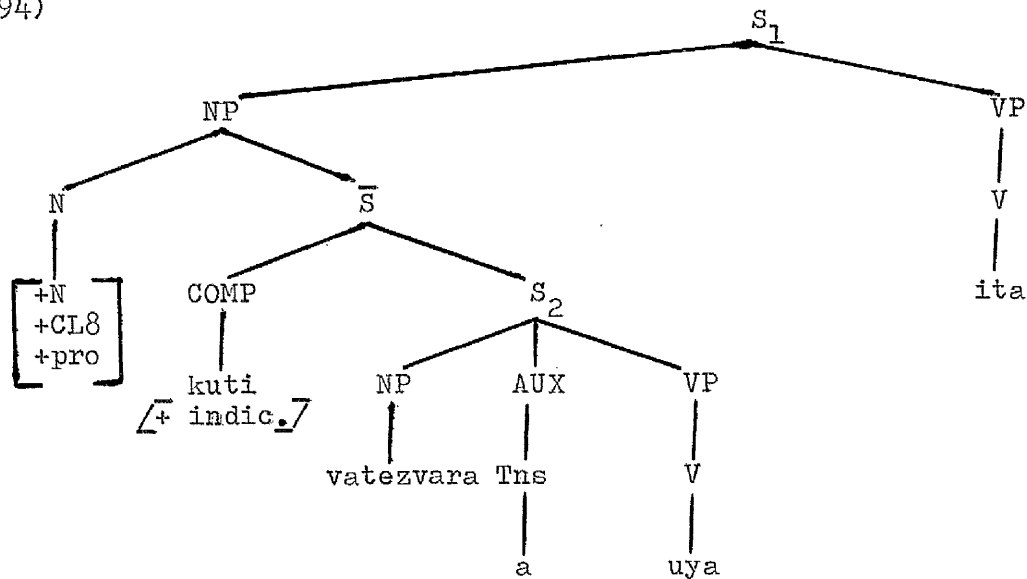 94)
S1
NP VP
N S̄ V
[+N COMP S2 ita
+CL8
+pro]
kuti NP AUX VP
[+ indic.]
vatezvara Tns V
a uya